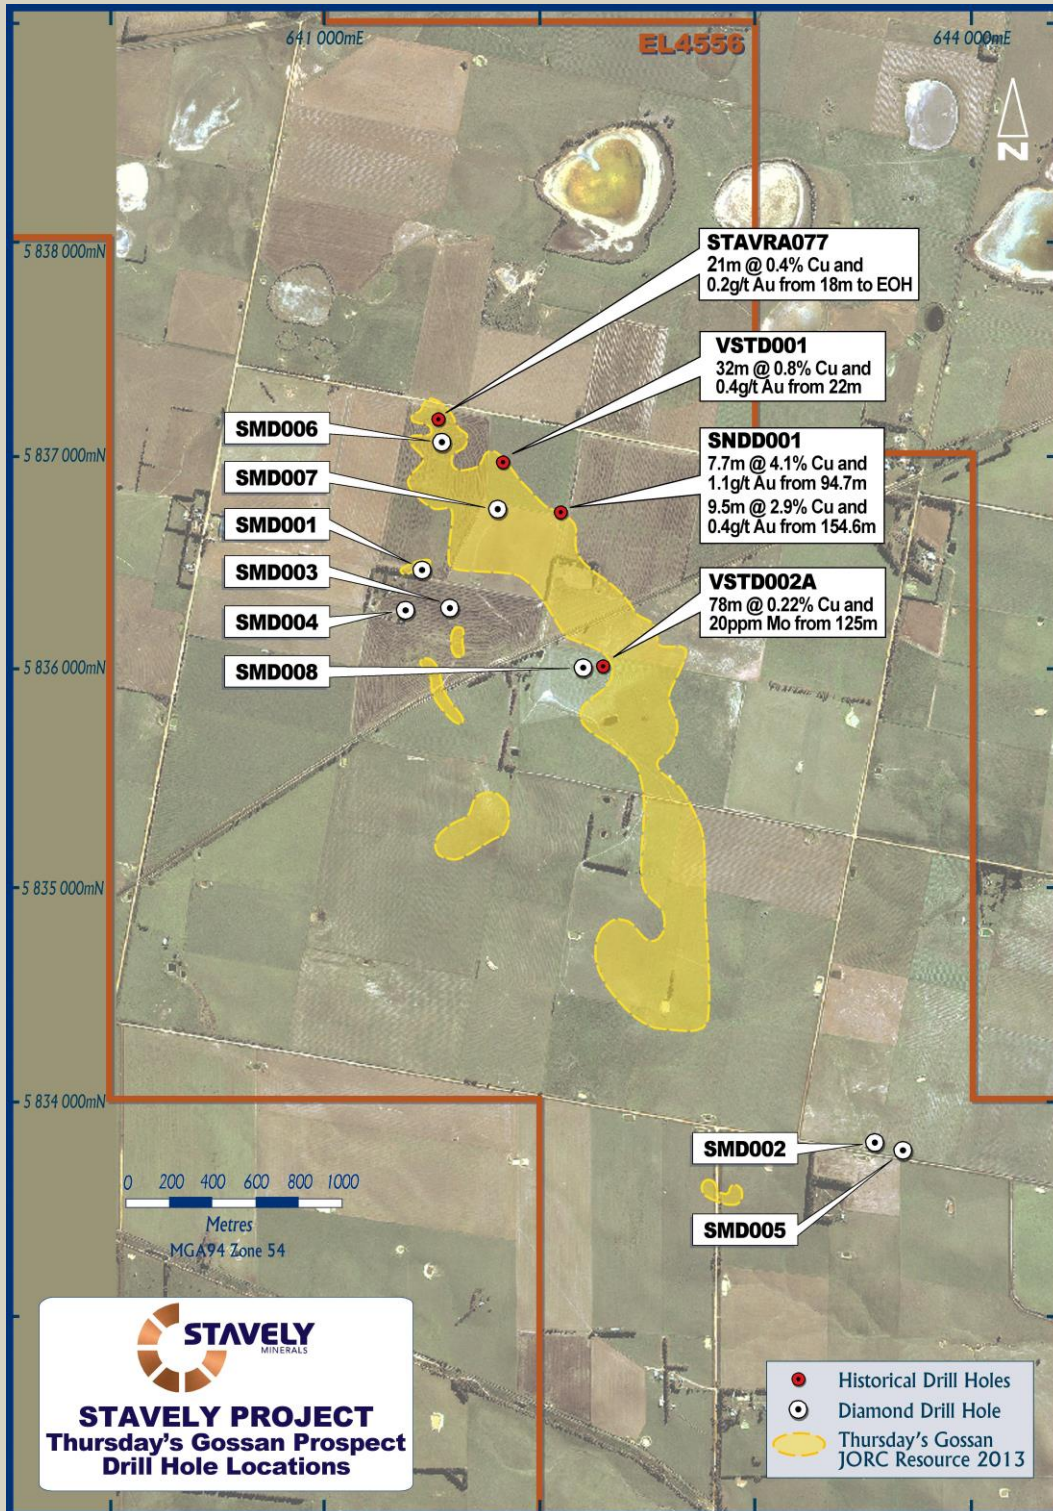 641 000mE
EL4556
644 000mE
N
5 838 000mN
STAVRA077
21m @ 0.4% Cu and
0.2g/t Au from 18m to EOH
VSTD001
32m @ 0.8% Cu and
0.4g/t Au from 22m
SMD006
5 837 000mN
SNDD001
7.7m @ 4.1% Cu and
1.1g/t Au from 94.7m
9.5m @ 2.9% Cu and
0.4g/t Au from 154.6m
SMD007
SMD001
SMD003
SMD004
VSTD002A
78m @ 0.22% Cu and
20ppm Mo from 125m
SMD008
5 836 000mN
5 835 000mN
5 834 000mN
SMD002
SMD005
0 200 400 600 800 1000
Metres
MGA94 Zone 54
STAVELY
MINERALS
STAVELY PROJECT
Thursday's Gossan Prospect
Drill Hole Locations
Historical Drill Holes
Diamond Drill Hole
Thursday's Gossan
JORC Resource 2013